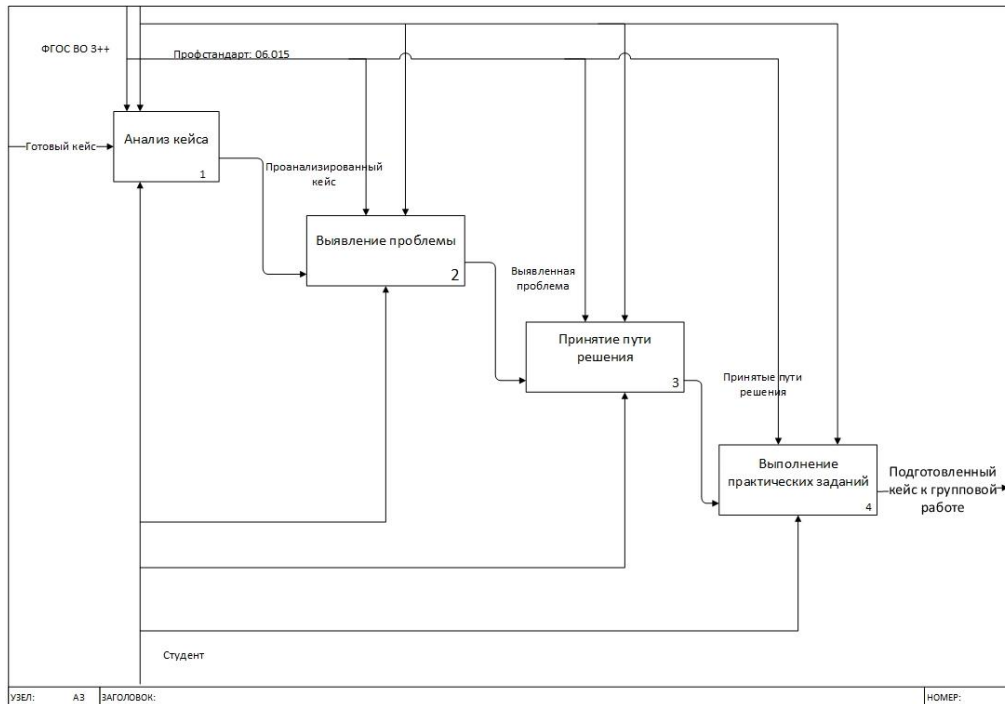 ФГОС ВО 3++
Профстандарт: 06.015
Готовый кейс
Анализ кейса
1
Проанализированный
кейс
Выявление проблемы
2
Выявленная
проблема
Принятие пути
решения
3
Принятые пути
решения
Выполнение
практических заданий
4
Подготовленный
кейс к групповой
работе
Студент
УЗЕЛ: А3 ЗАГОЛОВОК: НОМЕР: